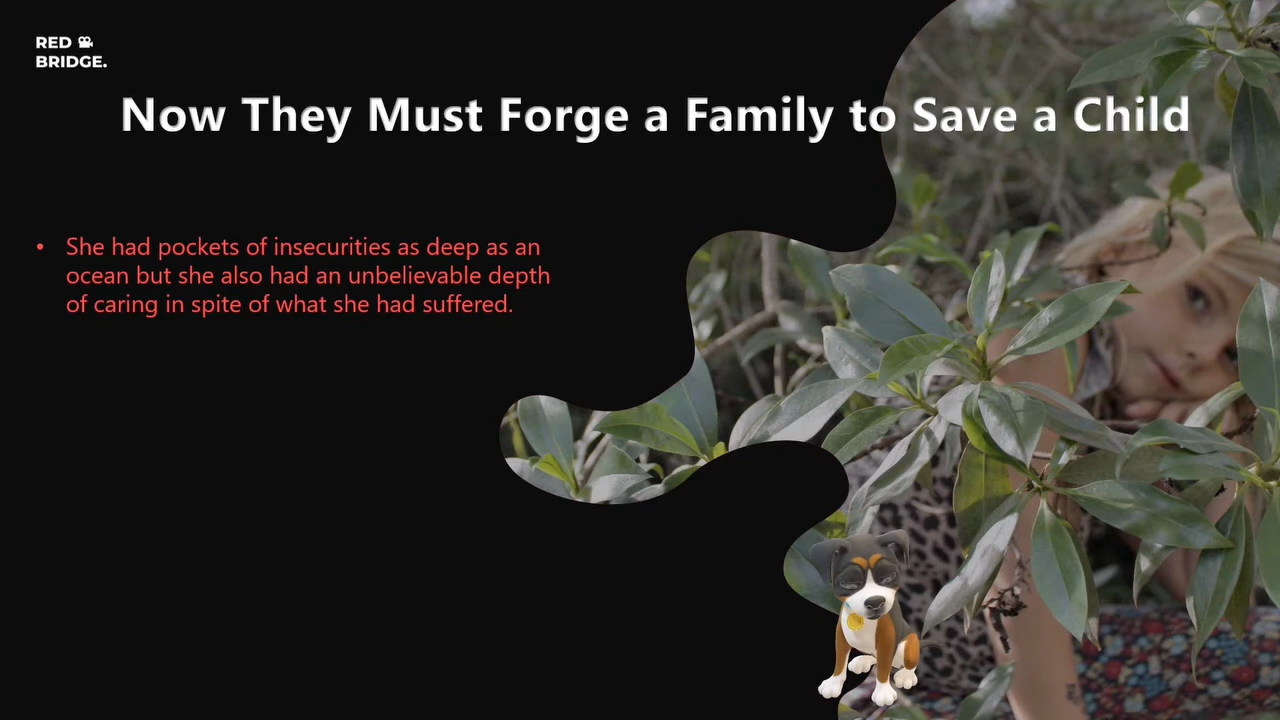 RED
BRIDGE.
Now They Must Forge a Family to Save a Child
• She had pockets of insecurities as deep as an
ocean but she also had an unbelievable depth
of caring in spite of what she had suffered.